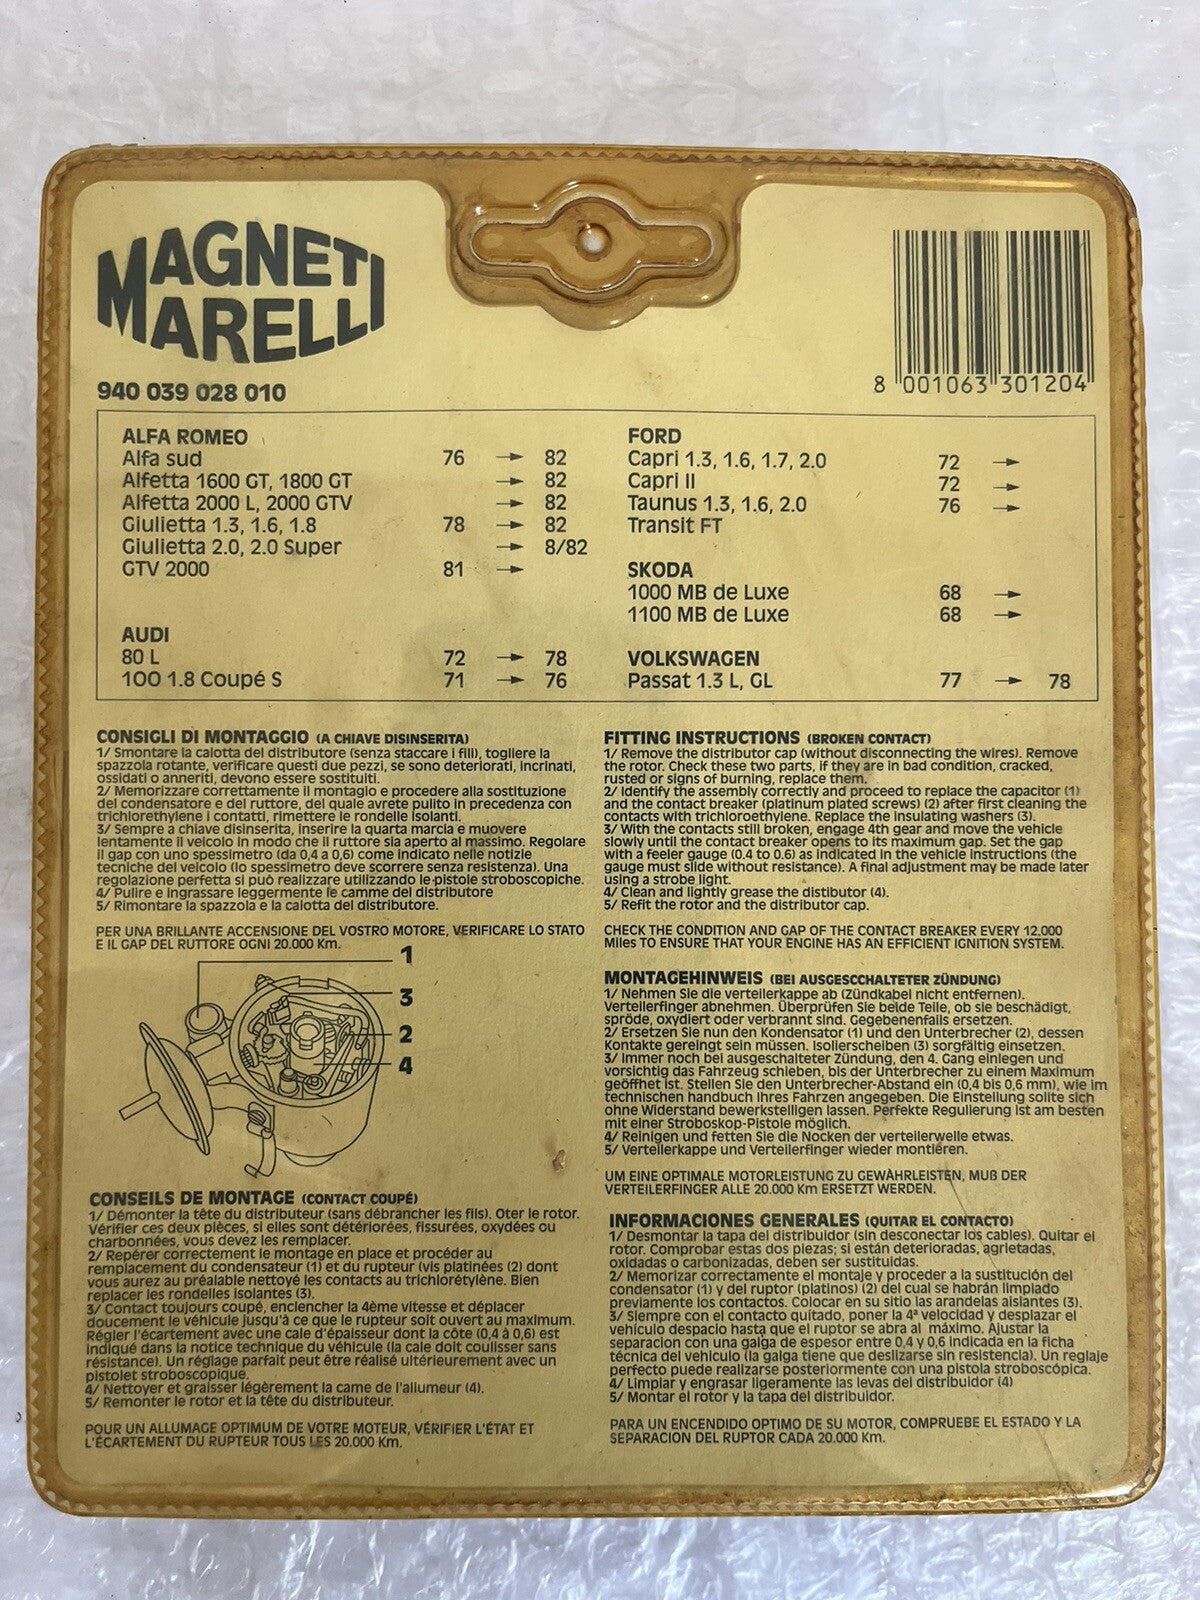 MAGNETI
MARELLI
940 039 028 010
8 001063 301204
ALFA ROMEO
Alfa sud 76 → 82
Alfetta 1600 GT, 1800 GT → 82
Alfetta 2000 L, 2000 GTV → 82
Giulietta 1.3, 1.6, 1.8 78 → 82
Giulietta 2.0, 2.0 Super → 8/82
GTV 2000 81 →
AUDI
80 L 72 → 78
100 1.8 Coupé S 71 → 76
FORD
Capri 1.3, 1.6, 1.7, 2.0 72 →
Capri II 72 →
Taunus 1.3, 1.6, 2.0 76 →
Transit FT
SKODA
1000 MB de Luxe 68 →
1100 MB de Luxe 68 →
VOLKSWAGEN
Passat 1.3 L, GL 77 → 78
CONSIGLI DI MONTAGGIO (A CHIAVE DISINSERITA)
1/ Smontare la calotta del distributore (senza staccare i fili), togliere la
spazzola rotante, verificare questi due pezzi, se sono deteriorati, incrinati,
ossidati o anneriti, devono essere sostituiti.
2/ Memorizzare correttamente il montagio e procedere alla sostituzione
del condensatore e del ruttore, del quale avrete pulito in precedenza con
trichlorethylene i contatti, rimettere le rondelle isolanti.
3/ Sempre a chiave disinserita, inserire la quarta marcia e muovere
lentamente il veicolo in modo che il ruttore sia aperto al massimo. Regolare
il gap con uno spessimetro (da 0,4 a 0,6) come indicato nelle notizie
tecniche del veicolo (lo spessimetro deve scorrere senza resistenza). Una
regolazione perfetta si può realizzare utilizzando le pistole stroboscopiche.
4/ Pulire e ingrassare leggermente le camme del distributore
5/ Rimontare la spazzola e la calotta del distributore.
PER UNA BRILLANTE ACCENSIONE DEL VOSTRO MOTORE, VERIFICARE LO STATO
E IL GAP DEL RUTTORE OGNI 20.000 Km.
1
3
2
4
CONSEILS DE MONTAGE (CONTACT COUPÉ)
1/ Démonter la tête du distributeur (sans débrancher les fils). Oter le rotor.
Vérifier ces deux pièces, si elles sont détériorées, fissurées, oxydées ou
charbonnées, vous devez les remplacer.
2/ Repérer correctement le montage en place et procéder au
remplacement du condensateur (1) et du rupteur (vis platinées (2) dont
vous aurez au préalable nettoyé les contacts au trichlorétylène. Bien
replacer les rondelles isolantes (3).
3/ Contact toujours coupé, enclencher la 4ème vitesse et déplacer
doucement le véhicule jusqu'à ce que le rupteur soit ouvert au maximum.
Régler l'écartement avec une cale d'épaisseur dont la côte (0,4 à 0,6) est
indiqué dans la notice technique du véhicule (la cale doit coulisser sans
résistance). Un réglage parfait peut être réalisé ultérieurement avec un
pistolet stroboscopique.
4/ Nettoyer et graisser légèrement la came de l'allumeur (4).
5/ Remonter le rotor et la tête du distributeur.
POUR UN ALLUMAGE OPTIMUM DE VOTRE MOTEUR, VÉRIFIER L'ÉTAT ET
L'ÉCARTEMENT DU RUPTEUR TOUS LES 20.000 Km.
FITTING INSTRUCTIONS (BROKEN CONTACT)
1/ Remove the distributor cap (without disconnecting the wires). Remove
the rotor. Check these two parts, if they are in bad condition, cracked,
rusted or signs of burning, replace them.
2/ Identify the assembly correctly and proceed to replace the capacitor (1)
and the contact breaker (platinum plated screws) (2) after first cleaning the
contacts with trichloroethylene. Replace the insulating washers (3).
3/ With the contacts still broken, engage 4th gear and move the vehicle
slowly until the contact breaker opens to its maximum gap. Set the gap
with a feeler gauge (0.4 to 0.6) as indicated in the vehicle instructions (the
gauge must slide without resistance). A final adjustment may be made later
using a strobe light.
4/ Clean and lightly grease the distibutor (4).
5/ Refit the rotor and the distributor cap.
CHECK THE CONDITION AND GAP OF THE CONTACT BREAKER EVERY 12.000
Miles TO ENSURE THAT YOUR ENGINE HAS AN EFFICIENT IGNITION SYSTEM.
MONTAGEHINWEIS (BEI AUSGESCCHALTETER ZÜNDUNG)
1/ Nehmen Sie die verteilerkappe ab (Zündkabel nicht entfernen).
Verteilerfinger abnehmen. Überprüfen Sie beide Teile, ob sie beschädigt,
spröde, oxydiert oder verbrannt sind. Gegebenenfalls ersetzen.
2/ Ersetzen Sie nun den Kondensator (1) und den Unterbrecher (2), dessen
Kontakte gereingt sein müssen. Isolierscheiben (3) sorgfältig einsetzen.
3/ Immer noch bei ausgeschalteter Zündung, den 4. Gang einlegen und
vorsichtig das Fahrzeug schieben, bis der Unterbrecher zu einem Maximum
geöffnet ist. Stellen Sie den Unterbrecher-Abstand ein (0,4 bis 0,6 mm), wie im
technischen handbuch Ihres Fahrzen angegeben. Die Einstellung sollte sich
ohne Widerstand bewerkstelligen lassen. Perfekte Regulierung ist am besten
mit einer Stroboskop-Pistole möglich.
4/ Reinigen und fetten Sie die Nocken der verteilerwelle etwas.
5/ Verteilerkappe und Verteilerfinger wieder montieren.
UM EINE OPTIMALE MOTORLEISTUNG ZU GEWÀHRLEISTEN, MUß DER
VERTEILERFINGER ALLE 20.000 Km ERSETZT WERDEN.
INFORMACIONES GENERALES (QUITAR EL CONTACTO)
1/ Desmontar la tapa del distribuidor (sin desconectar los cables). Quitar el
rotor. Comprobar estas dos piezas; si están deterioradas, agrietadas,
oxidadas o carbonizadas, deben ser sustituidas.
2/ Memorizar correctamente el montaje y proceder a la sustitución del
condensator (1) y del ruptor (platinos) (2) del cual se habrán limpiado
previamente los contactos. Colocar en su sitio las arandelas aislantes (3).
3/ Siempre con el contacto quitado, poner la 4ª velocidad y desplazar el
vehiculo despacio hasta que el ruptor se abra al máximo. Ajustar la
separacion con una galga de espesor entre 0,4 y 0,6 indicada en la ficha
técnica del vehiculo (la galga tiene que deslizarse sin resistencia). Un reglaje
perfecto puede realizarse posteriormente con una pistola stroboscópica.
4/ Limpiar y engrasar ligeramente las levas del distribuidor (4)
5/ Montar el rotor y la tapa del distribuidor.
PARA UN ENCENDIDO OPTIMO DE SU MOTOR, COMPRUEBE EL ESTADO Y LA
SEPARACION DEL RUPTOR CADA 20.000 Km.